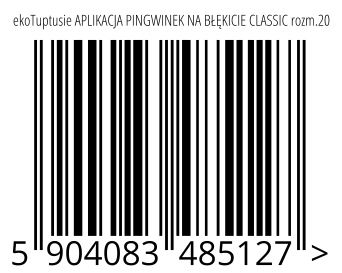 ekoTuptusie APLIKACJA PINGWINEK NA BŁĘKICIE CLASSIC rozm.20
5 904083 485127 >